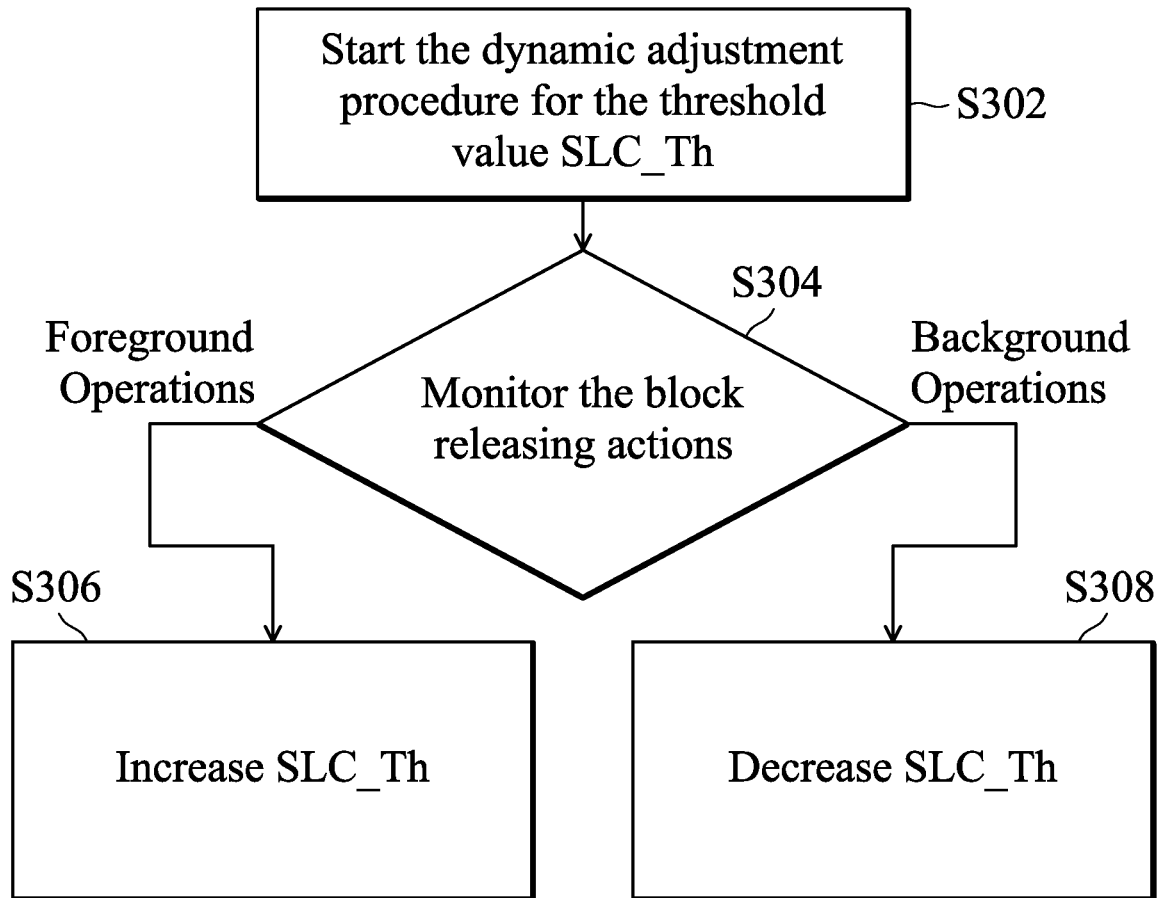 Start the dynamic adjustment
procedure for the threshold
value SLC_Th
S302
S304
Foreground
Operations
Background
Operations
Monitor the block
releasing actions
S306
S308
Increase SLC_Th
Decrease SLC_Th